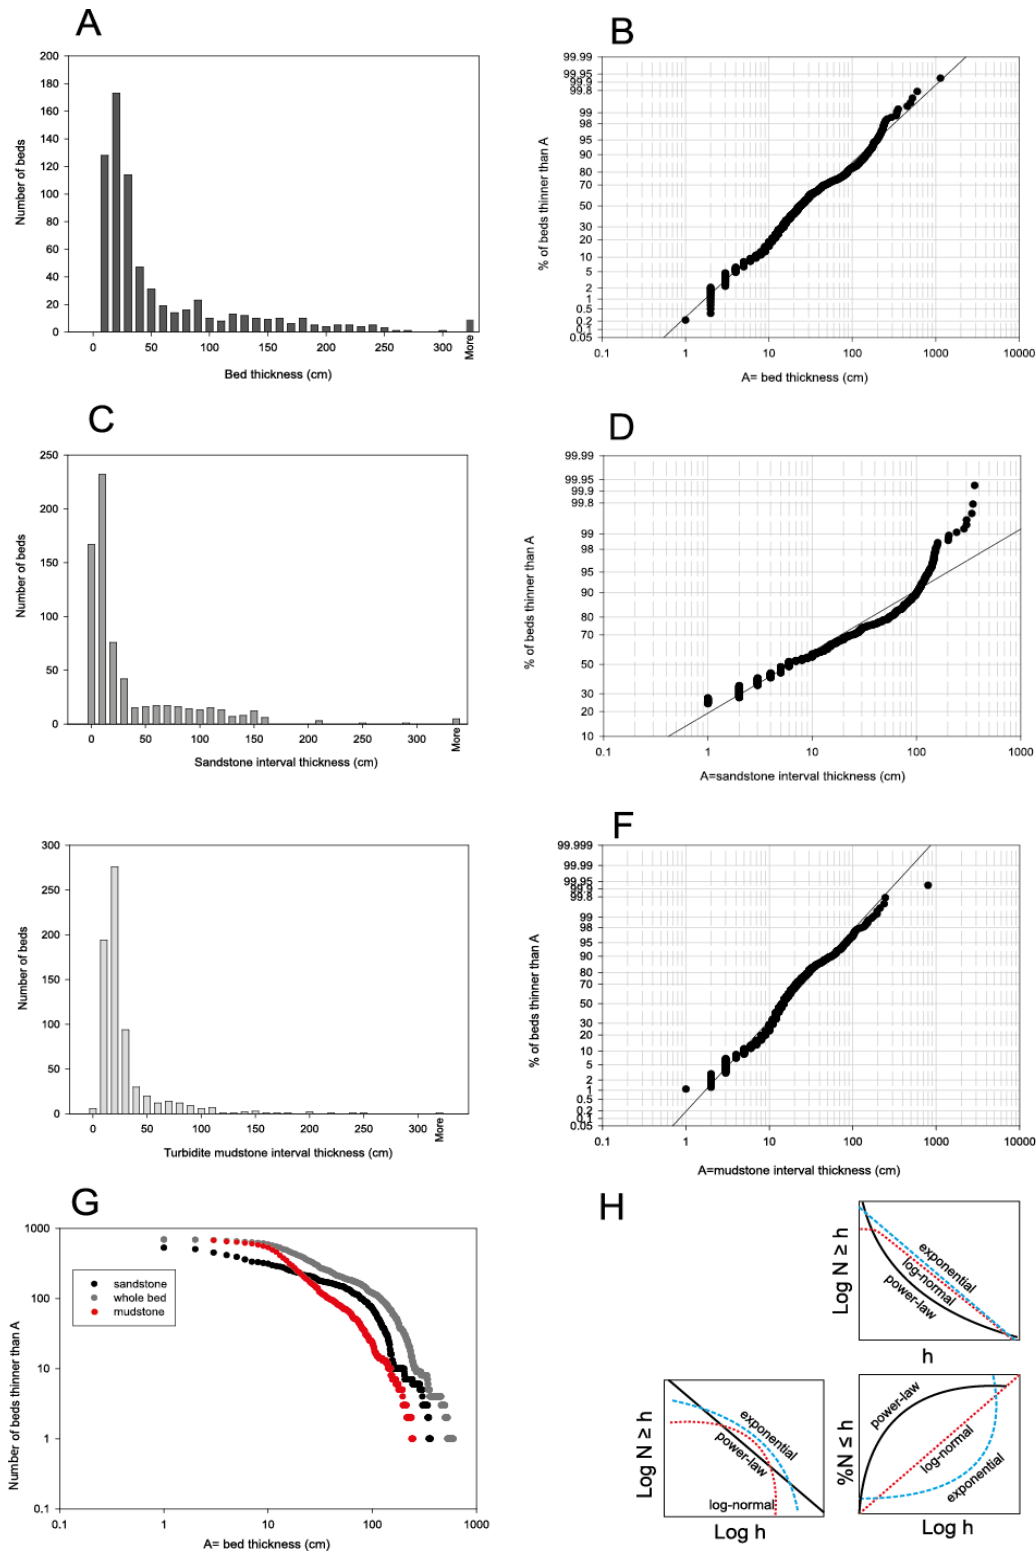 A
200
180
160
140
120
100
80
60
40
20
0
Number of beds
0 50 100 150 200 250 300 More
Bed thickness (cm)
B
99.99
99.95
99.9
99.8
99
98
95
90
80
70
50
30
20
10
5
2
1
0.5
0.2
0.1
0.05
% of beds thinner than A
0.1 1 10 100 1000 10000
A= bed thickness (cm)
C
250
200
150
100
50
0
Number of beds
0 50 100 150 200 250 300 More
Sandstone interval thickness (cm)
D
99.99
99.95
99.9
99.8
99
98
95
90
80
70
50
30
20
10
% of beds thinner than A
0.1 1 10 100 1000
A=sandstone interval thickness (cm)
300
250
200
150
100
50
0
Number of beds
0 50 100 150 200 250 300 More
Turbidite mudstone interval thickness (cm)
F
99.999
99.99
99.95
99.9
99.8
99
98
95
90
80
70
50
30
20
10
5
2
1
0.5
0.2
0.1
0.05
% of beds thinner than A
0.1 1 10 100 1000 10000
A=mudstone interval thickness (cm)
G
1000
100
10
1
0.1
Number of beds thinner than A
sandstone
whole bed
mudstone
0.1 1 10 100 1000
A= bed thickness (cm)
H
Log N ≥ h
exponential
log-normal
power-law
h
Log N ≥ h
exponential
power-law
log-normal
Log h
%N ≤ h
power-law
log-normal
exponential
Log h